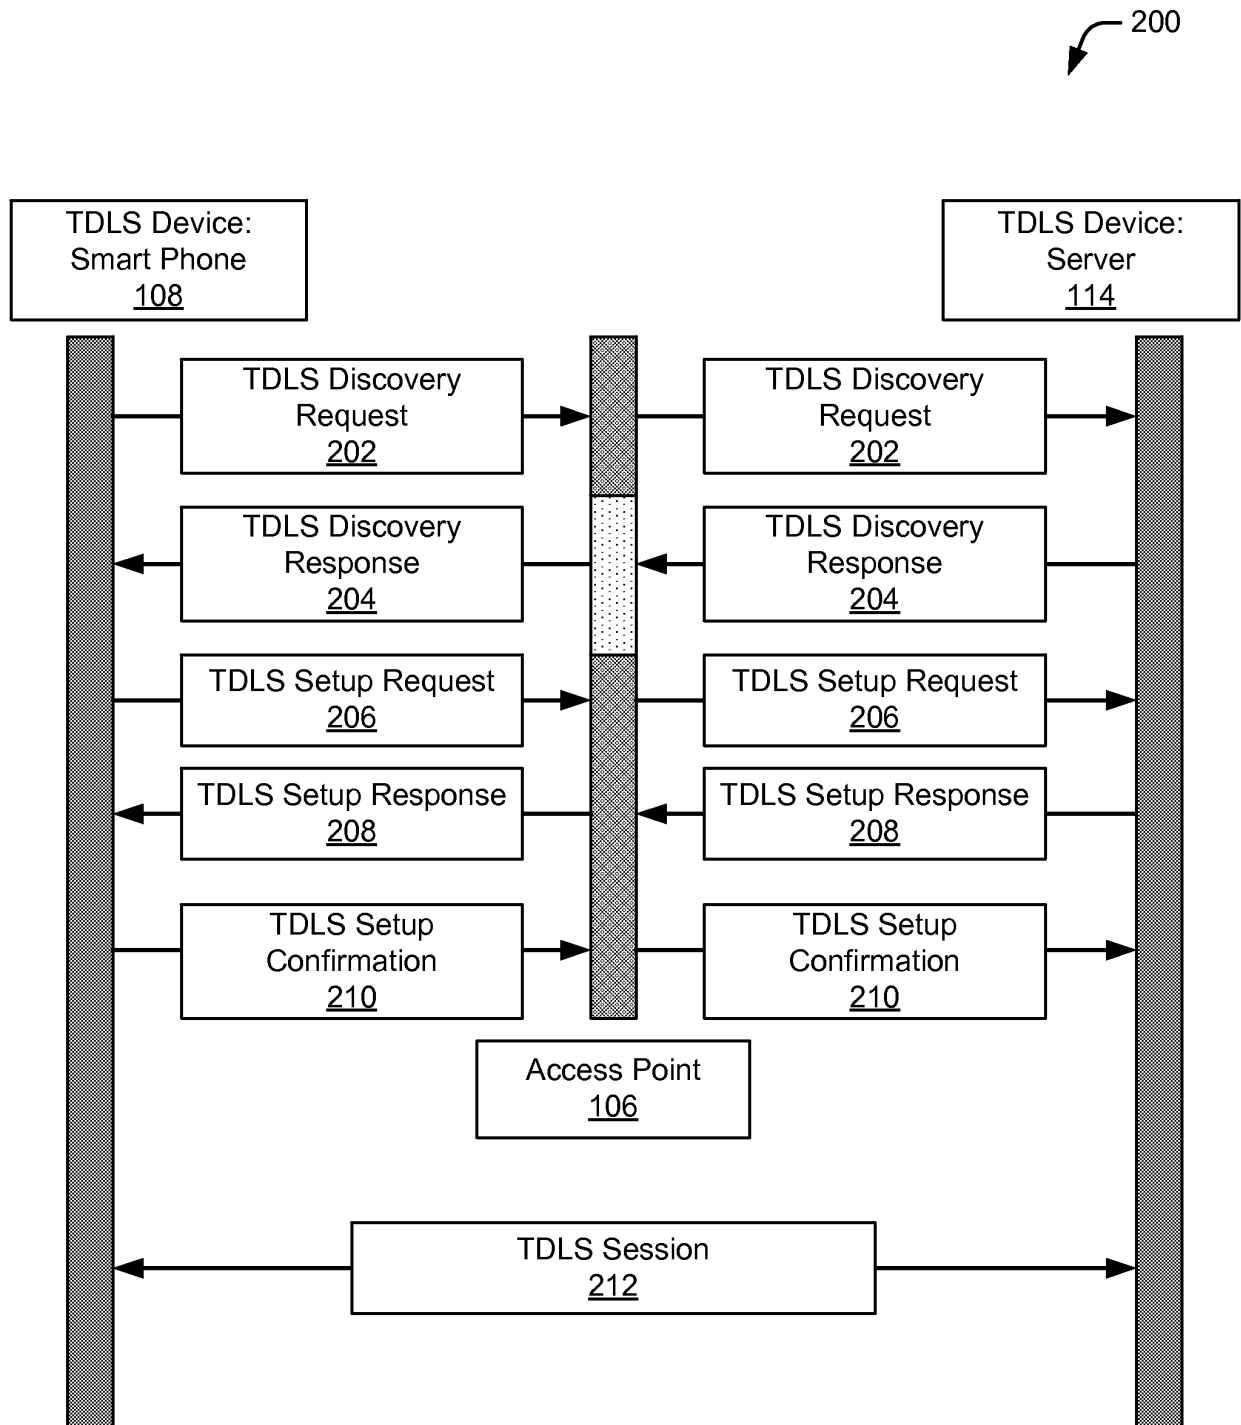 200
TDLS Device:
Smart Phone
108
TDLS Device:
Server
114
TDLS Discovery
Request
202
TDLS Discovery
Request
202
TDLS Discovery
Response
204
TDLS Discovery
Response
204
TDLS Setup Request
206
TDLS Setup Request
206
TDLS Setup Response
208
TDLS Setup Response
208
TDLS Setup
Confirmation
210
TDLS Setup
Confirmation
210
Access Point
106
TDLS Session
212